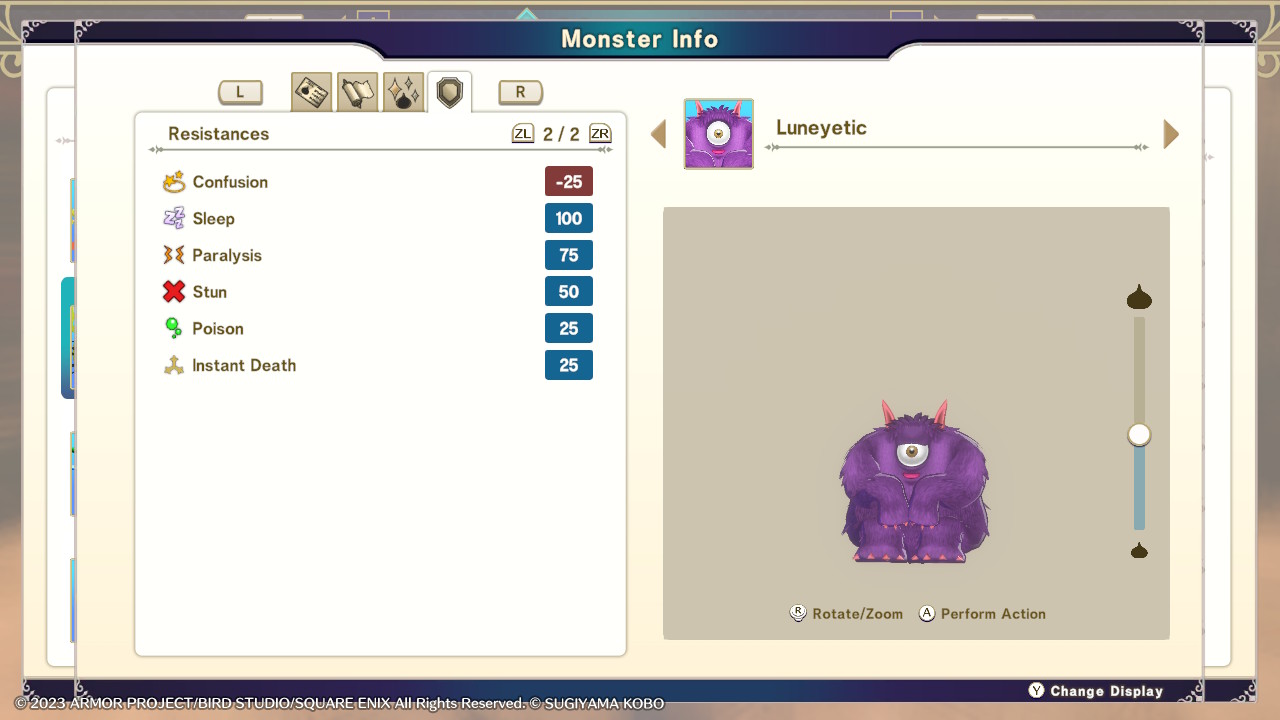 Monster Info
L
R
Resistances
ZL 2 / 2 ZR
Confusion -25
Sleep 100
Paralysis 75
Stun 50
Poison 25
Instant Death 25
Luneyetic
R Rotate/Zoom A Perform Action
Y Change Display
© 2023 ARMOR PROJECT/BIRD STUDIO/SQUARE ENIX All Rights Reserved. © SUGIYAMA KOBO